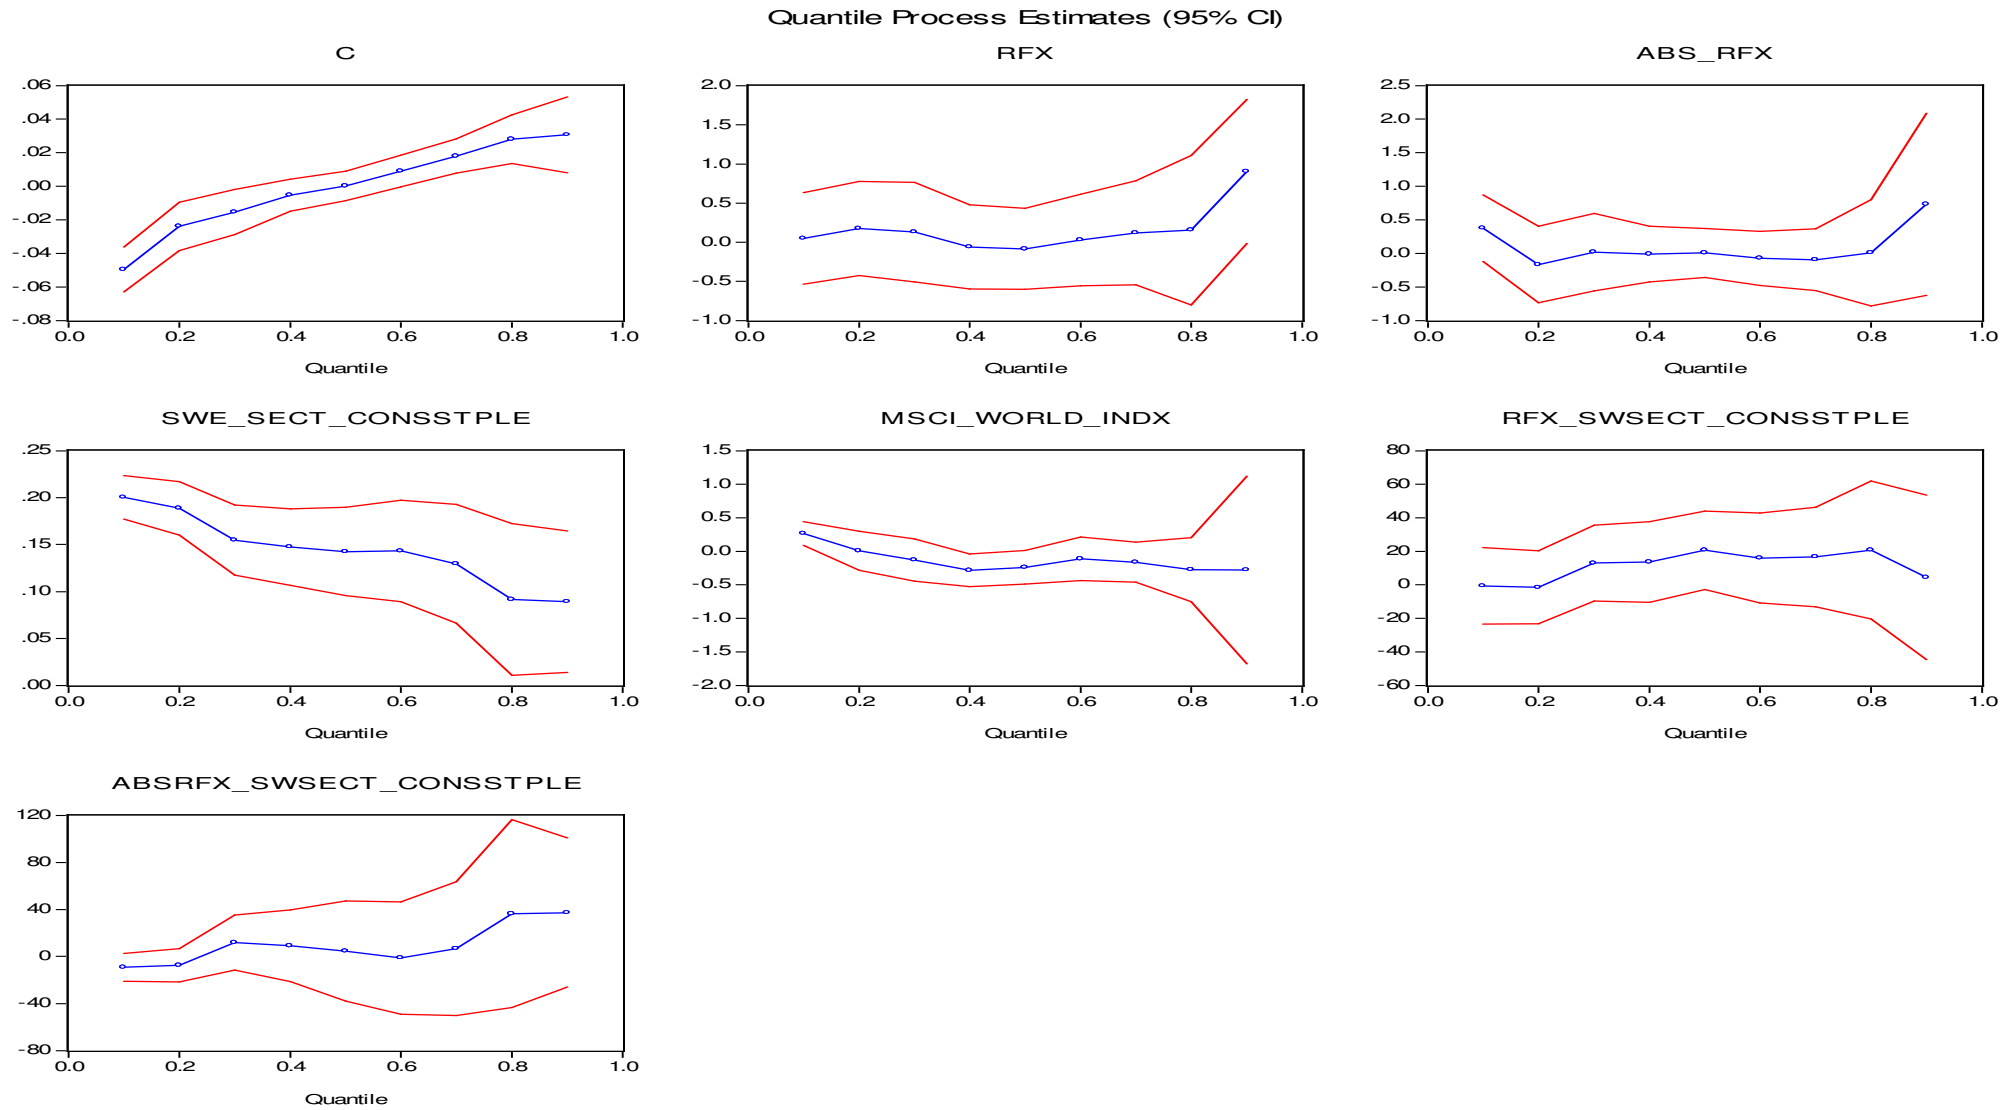 Quantile Process Estimates (95% CI)
C
RFX
ABS_RFX
.06
.04
.02
.00
-.02
-.04
-.06
-.08
0.0 0.2 0.4 0.6 0.8 1.0
Quantile
2.0
1.5
1.0
0.5
0.0
-0.5
-1.0
0.0 0.2 0.4 0.6 0.8 1.0
Quantile
2.5
2.0
1.5
1.0
0.5
0.0
-0.5
-1.0
0.0 0.2 0.4 0.6 0.8 1.0
Quantile
SWE_SECT_CONSSTPLE
MSCI_WORLD_INDX
RFX_SWSECT_CONSSTPLE
.25
.20
.15
.10
.05
.00
0.0 0.2 0.4 0.6 0.8 1.0
Quantile
1.5
1.0
0.5
0.0
-0.5
-1.0
-1.5
-2.0
0.0 0.2 0.4 0.6 0.8 1.0
Quantile
80
60
40
20
0
-20
-40
-60
0.0 0.2 0.4 0.6 0.8 1.0
Quantile
ABSRFX_SWSECT_CONSSTPLE
120
80
40
0
-40
-80
0.0 0.2 0.4 0.6 0.8 1.0
Quantile